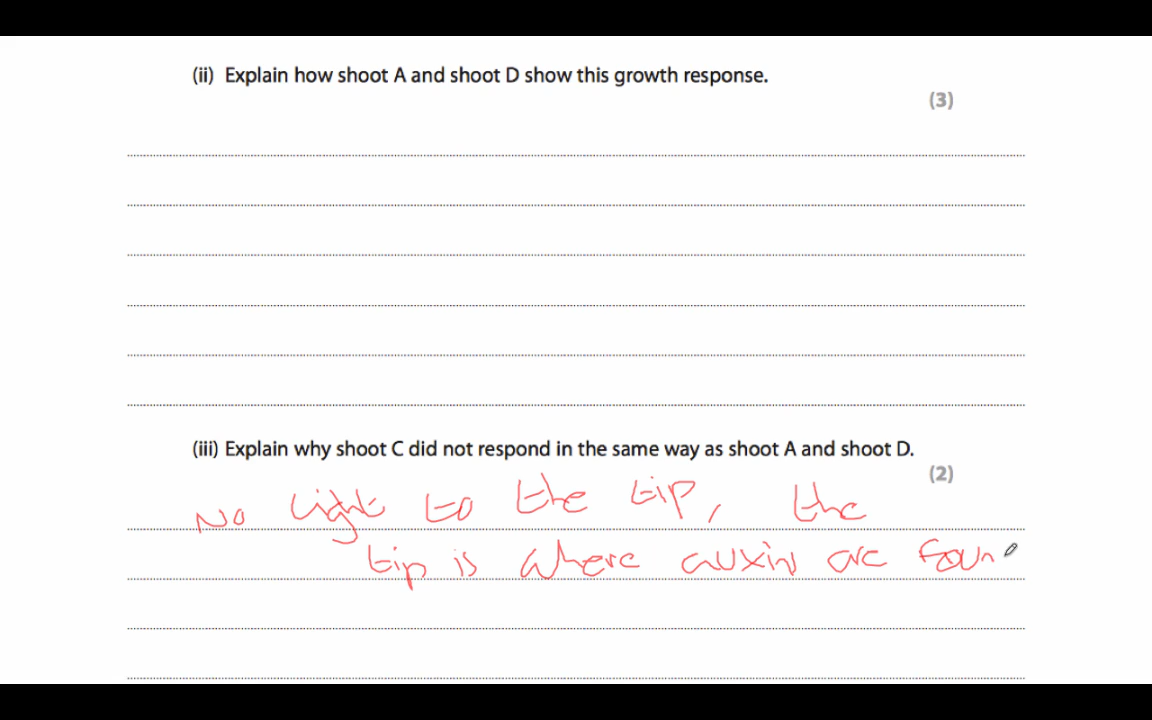 (ii) Explain how shoot A and shoot D show this growth response.
(3)
(iii) Explain why shoot C did not respond in the same way as shoot A and shoot D.
(2)
No light to the tip, the
tip is where auxin are foun